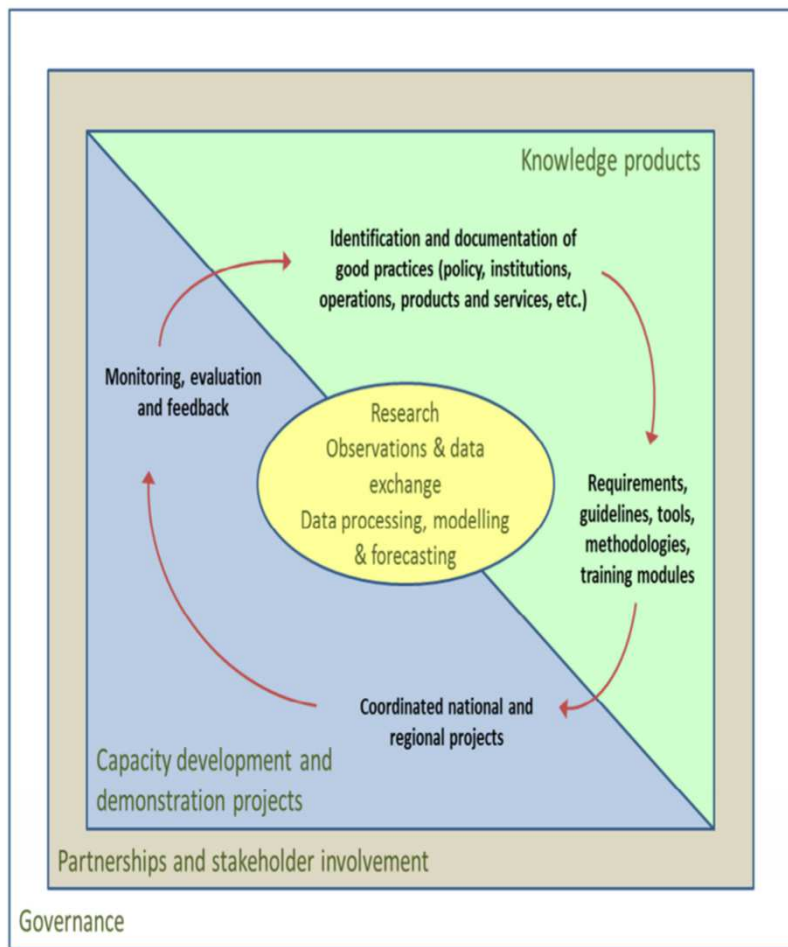 Knowledge products
Identification and documentation of
good practices (policy, institutions,
operations, products and services, etc.)
Monitoring, evaluation
and feedback
Research
Observations & data
exchange
Data processing, modelling
& forecasting
Requirements,
guidelines, tools,
methodologies,
training modules
Coordinated national and
regional projects
Capacity development and
demonstration projects
Partnerships and stakeholder involvement
Governance